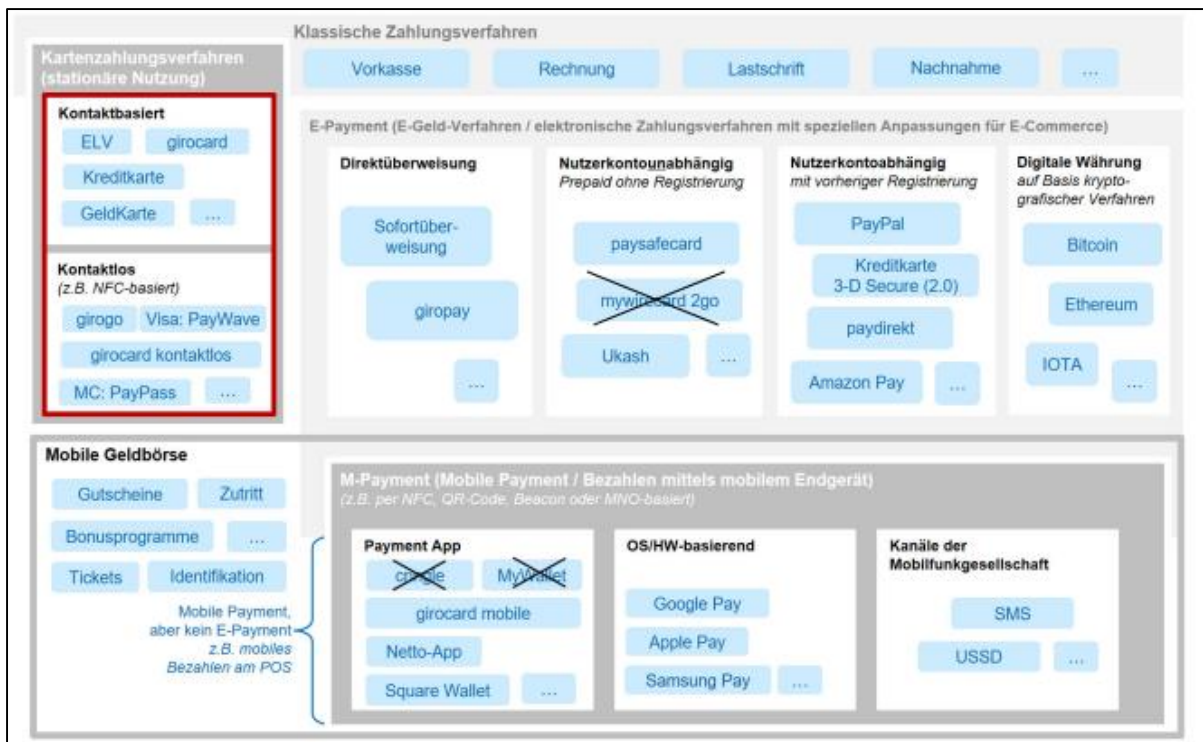 Klassische Zahlungsverfahren
Vorkasse
Rechnung
Lastschrift
Nachnahme
...
Kartenzahlungsverfahren
(stationäre Nutzung)
Kontaktbasiert
ELV
girocard
Kreditkarte
GeldKarte
...
Kontaktlos
(z.B. NFC-basiert)
girogo
Visa: PayWave
girocard kontaktlos
MC: PayPass
...
E-Payment (E-Geld-Verfahren / elektronische Zahlungsverfahren mit speziellen Anpassungen für E-Commerce)
Direktüberweisung
Sofortüber-
weisung
giropay
...
Nutzerkontounabhängig
Prepaid ohne Registrierung
paysafecard
mywirecard 2go
Ukash
...
Nutzerkontoabhängig
mit vorheriger Registrierung
PayPal
Kreditkarte
3-D Secure (2.0)
paydirekt
Amazon Pay
...
Digitale Währung
auf Basis krypto-
grafischer Verfahren
Bitcoin
Ethereum
IOTA
...
Mobile Geldbörse
Gutscheine
Zutritt
Bonusprogramme
...
Tickets
Identifikation
Mobile Payment,
aber kein E-Payment
z.B. mobiles
Bezahlen am POS
M-Payment (Mobile Payment / Bezahlen mittels mobilem Endgerät)
(z.B. per NFC, QR-Code, Beacon oder MNO-basiert)
Payment App
cringle
MyWallet
girocard mobile
Netto-App
Square Wallet
...
OS/HW-basierend
Google Pay
Apple Pay
Samsung Pay
...
Kanäle der
Mobilfunkgesellschaft
SMS
USSD
...